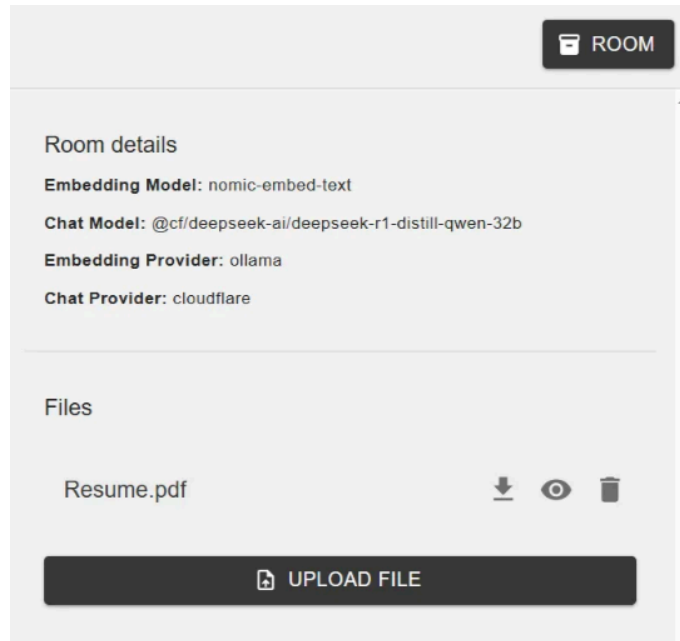 ROOM
Room details
Embedding Model: nomic-embed-text
Chat Model: @cf/deepseek-ai/deepseek-r1-distill-qwen-32b
Embedding Provider: ollama
Chat Provider: cloudflare
Files
Resume.pdf
UPLOAD FILE